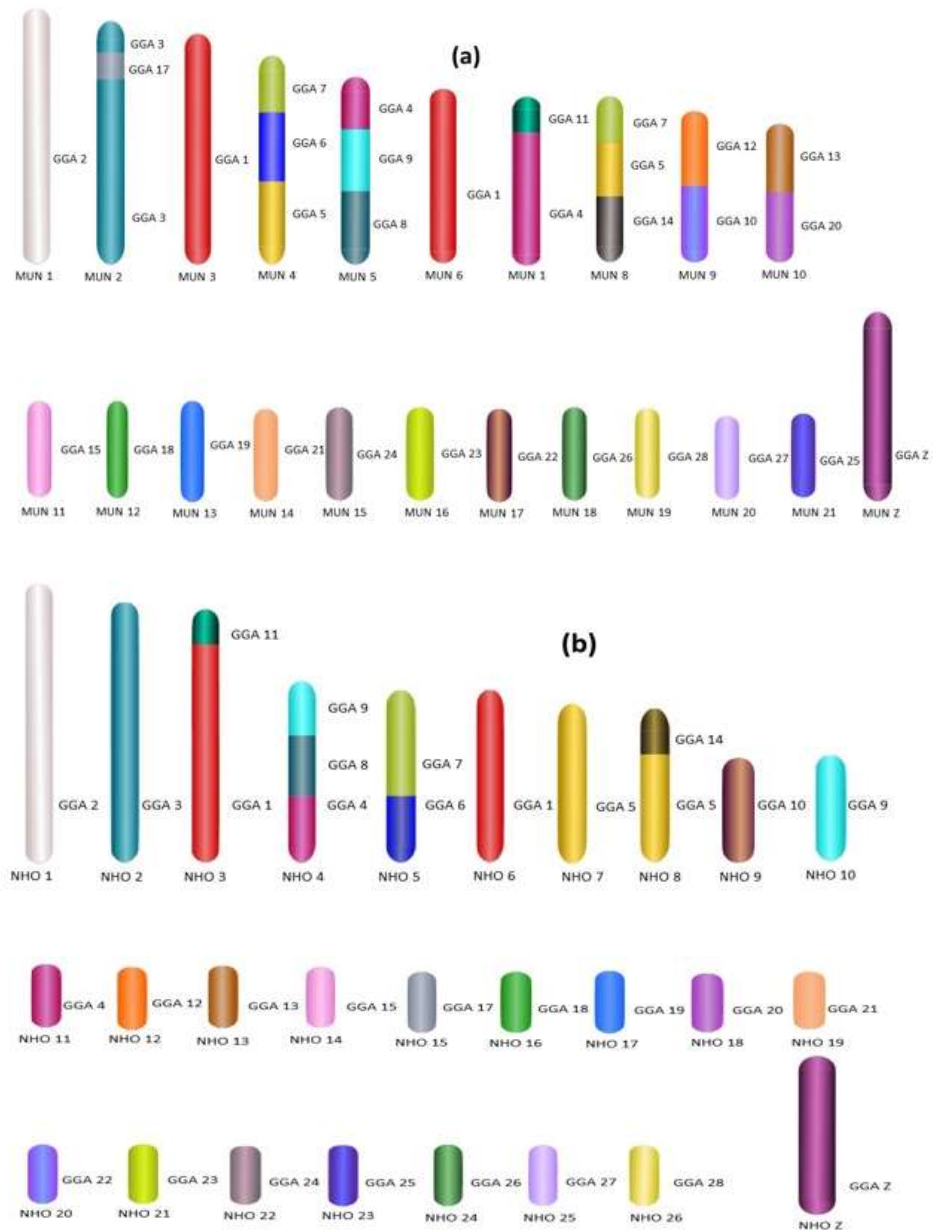 (a)
GGA 3
GGA 17
GGA 7
GGA 4
GGA 11
GGA 7
GGA 12
GGA 13
GGA 6
GGA 9
GGA 5
GGA 2
GGA 1
GGA 1
GGA 3
GGA 5
GGA 8
GGA 4
GGA 14
GGA 10
GGA 20
MUN 1
MUN 2
MUN 3
MUN 4
MUN 5
MUN 6
MUN 1
MUN 8
MUN 9
MUN 10
GGA 15
GGA 18
GGA 19
GGA 21
GGA 24
GGA 23
GGA 22
GGA 26
GGA 28
GGA 27
GGA 25
GGA Z
MUN 11
MUN 12
MUN 13
MUN 14
MUN 15
MUN 16
MUN 17
MUN 18
MUN 19
MUN 20
MUN 21
MUN Z
(b)
GGA 11
GGA 9
GGA 14
GGA 8
GGA 7
GGA 2
GGA 3
GGA 1
GGA 4
GGA 6
GGA 1
GGA 5
GGA 5
GGA 10
GGA 9
NHO 1
NHO 2
NHO 3
NHO 4
NHO 5
NHO 6
NHO 7
NHO 8
NHO 9
NHO 10
GGA 4
GGA 12
GGA 13
GGA 15
GGA 17
GGA 18
GGA 19
GGA 20
GGA 21
NHO 11
NHO 12
NHO 13
NHO 14
NHO 15
NHO 16
NHO 17
NHO 18
NHO 19
GGA 22
GGA 23
GGA 24
GGA 25
GGA 26
GGA 27
GGA 28
GGA Z
NHO 20
NHO 21
NHO 22
NHO 23
NHO 24
NHO 25
NHO 26
NHO Z